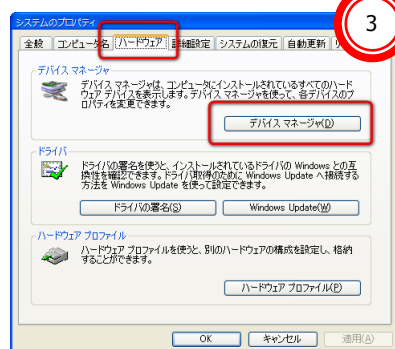 システムのプロパティ
3
全般 コンピュータ名 ハードウェア 詳細設定 システムの復元 自動更新
デバイス マネージャ
デバイス マネージャは、コンピュータにインストールされているすべてのハード
ウェア デバイスを表示します。デバイス マネージャを使って、各デバイスのプ
ロパティを変更できます。
デバイス マネージャ(D)
ドライバ
ドライバの署名を使うと、インストールされているドライバの Windows との互
換性を確認できます。ドライバ取得のために Windows Update へ接続する
方法を Windows Update を使って設定できます。
ドライバの署名(S) Windows Update(W)
ハードウェア プロファイル
ハードウェア プロファイルを使うと、別のハードウェアの構成を設定し、格納
することができます。
ハードウェア プロファイル(P)
OK キャンセル 適用(A)